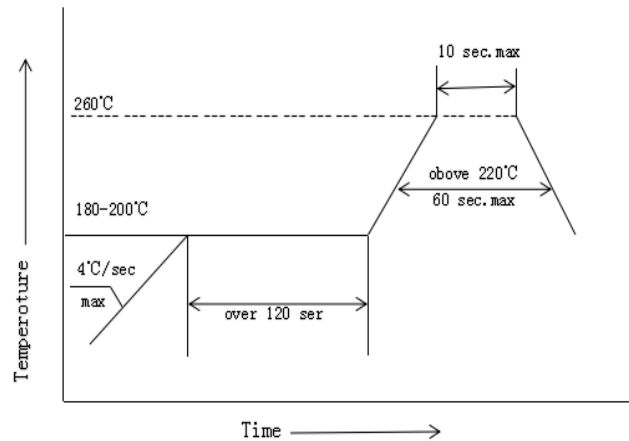 10 sec.max
260℃
obove 220℃
60 sec.max
180-200℃
4℃/sec
max
over 120 ser
Temperoture
Time